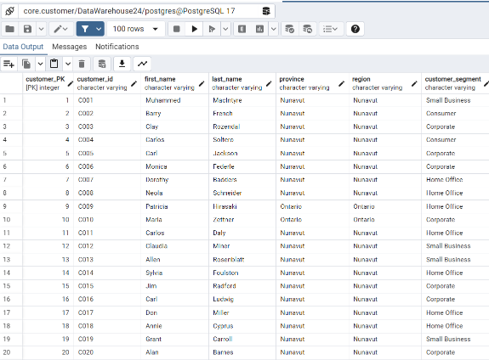 core.customer/DataWarehouse24/postgres@PostgreSQL 17
100 rows
Data Output Messages Notifications
customer_PK customer_id first_name last_name province region customer_segment
[PK] integer character varying character varying character varying character varying character varying character varying
1 1 C001 Muhammed MacIntyre Nunavut Nunavut Small Business
2 2 C002 Barry French Nunavut Nunavut Consumer
3 3 C003 Clay Rozendal Nunavut Nunavut Corporate
4 4 C004 Carlos Soltero Nunavut Nunavut Consumer
5 5 C005 Carl Jackson Nunavut Nunavut Corporate
6 6 C006 Monica Federle Nunavut Nunavut Corporate
7 7 C007 Dorothy Badders Nunavut Nunavut Home Office
8 8 C008 Neola Schneider Nunavut Nunavut Home Office
9 9 C009 Patricia Hirasaki Ontario Ontario Home Office
10 10 C010 Maria Zettner Ontario Ontario Corporate
11 11 C011 Carlos Daly Nunavut Nunavut Home Office
12 12 C012 Claudia Miner Nunavut Nunavut Small Business
13 13 C013 Allen Rosenblatt Nunavut Nunavut Home Office
14 14 C014 Sylvia Foulston Nunavut Nunavut Home Office
15 15 C015 Jim Radford Nunavut Nunavut Corporate
16 16 C016 Carl Ludwig Nunavut Nunavut Corporate
17 17 C017 Don Miller Nunavut Nunavut Home Office
18 18 C018 Annie Cyprus Nunavut Nunavut Home Office
19 19 C019 Grant Carroll Nunavut Nunavut Small Business
20 20 C020 Alan Barnes Nunavut Nunavut Corporate